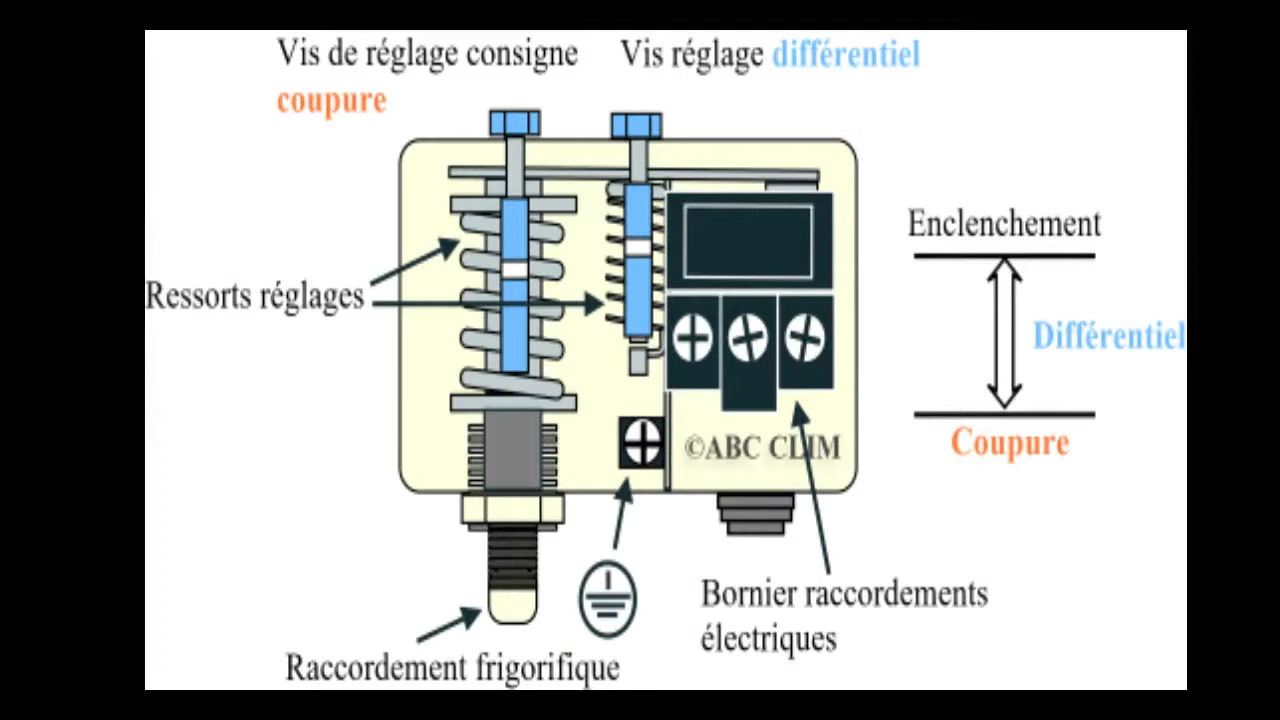 Vis de réglage consigne
coupure
Vis réglage différentiel
Enclenchement
Ressorts réglages
Différentiel
Coupure
©ABC CLIM
Bornier raccordements
électriques
Raccordement frigorifique